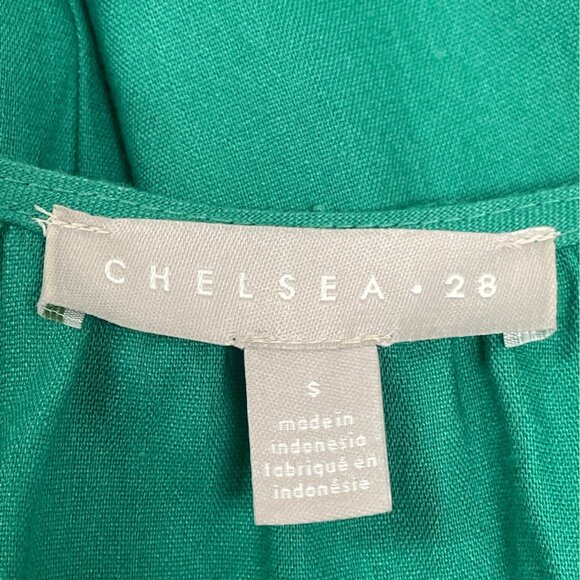 CHELSEA • 28
S
made in
indonesia
fabriqué en
indonésie